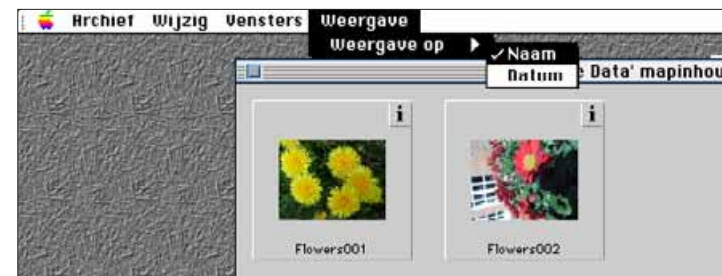 Archief Wijzig Vensters Weergave
Weergave op
✓Naam
Datum
e Data' mapinhou
i i
Flowers001 Flowers002